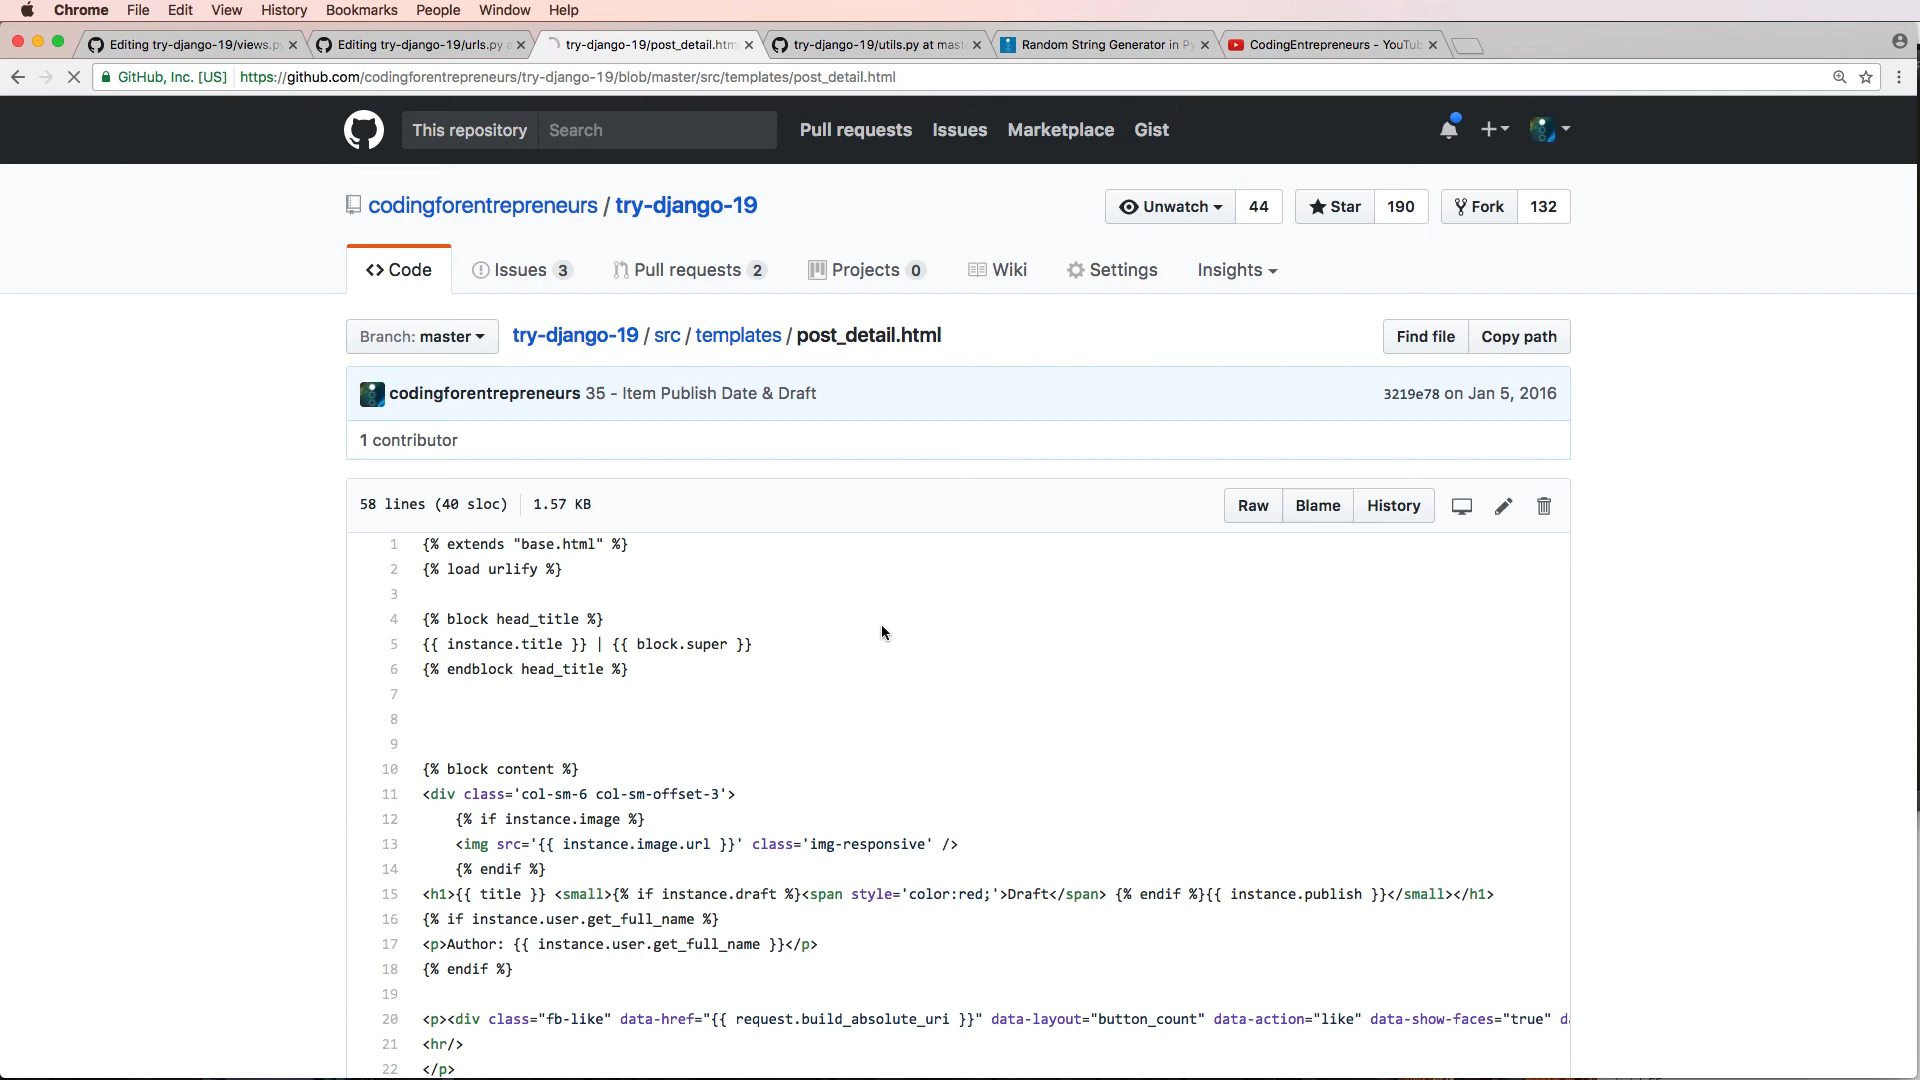 Chrome File Edit View History Bookmarks People Window Help
Editing try-django-19/views.py
Editing try-django-19/urls.py a
try-django-19/post_detail.htm
try-django-19/utils.py at mast
Random String Generator in Py
CodingEntrepreneurs - YouTub
GitHub, Inc. [US] https://github.com/codingforentrepreneurs/try-django-19/blob/master/src/templates/post_detail.html
This repository Search Pull requests Issues Marketplace Gist
codingforentrepreneurs / try-django-19
Unwatch 44 Star 190 Fork 132
<> Code Issues 3 Pull requests 2 Projects 0 Wiki Settings Insights
Branch: master try-django-19 / src / templates / post_detail.html Find file Copy path
codingforentrepreneurs 35 - Item Publish Date & Draft 3219e78 on Jan 5, 2016
1 contributor
58 lines (40 sloc) 1.57 KB Raw Blame History
1 {% extends "base.html" %}
2 {% load urlify %}
3
4 {% block head_title %}
5 {{ instance.title }} | {{ block.super }}
6 {% endblock head_title %}
7
8
9
10 {% block content %}
11 <div class='col-sm-6 col-sm-offset-3'>
12 {% if instance.image %}
13 <img src='{{ instance.image.url }}' class='img-responsive' />
14 {% endif %}
15 <h1>{{ title }} <small>{% if instance.draft %}<span style='color:red;'>Draft</span> {% endif %}{{ instance.publish }}</small></h1>
16 {% if instance.user.get_full_name %}
17 <p>Author: {{ instance.user.get_full_name }}</p>
18 {% endif %}
19
20 <p><div class="fb-like" data-href="{{ request.build_absolute_uri }}" data-layout="button_count" data-action="like" data-show-faces="true"
21 <hr/>
22 </p>